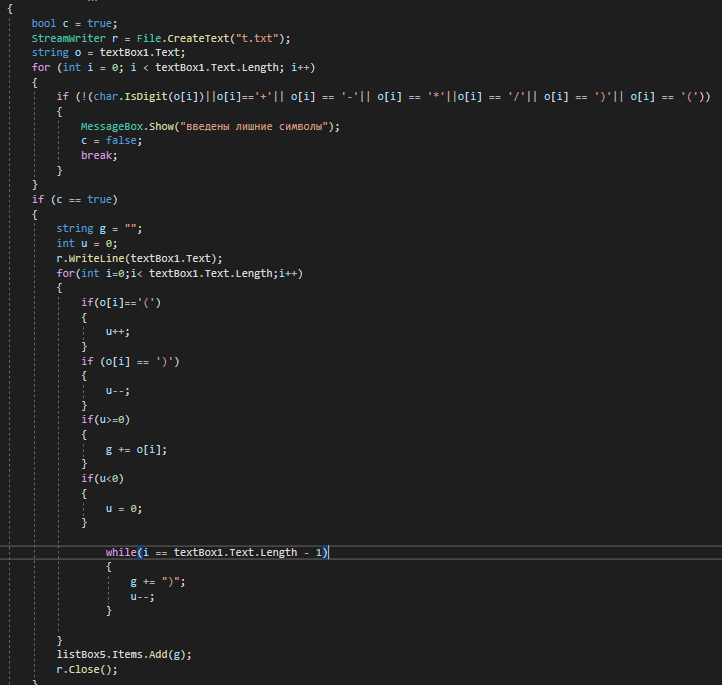 {
bool c = true;
StreamWriter r = File.CreateText("t.txt");
string o = textBox1.Text;
for (int i = 0; i < textBox1.Text.Length; i++)
{
if (!(char.IsDigit(o[i])||o[i]=='+'|| o[i] == '-'|| o[i] == '*'||o[i] == '/'|| o[i] == ')'|| o[i] == '('))
{
MessageBox.Show("введены лишние символы");
c = false;
break;
}
}
if (c == true)
{
string g = "";
int u = 0;
r.WriteLine(textBox1.Text);
for(int i=0;i< textBox1.Text.Length;i++)
{
if(o[i]=='(')
{
u++;
}
if (o[i] == ')')
{
u--;
}
if(u>=0)
{
g += o[i];
}
if(u<0)
{
u = 0;
}
while(i == textBox1.Text.Length - 1)
{
g += ")";
u--;
}
}
listBox5.Items.Add(g);
r.Close();
}